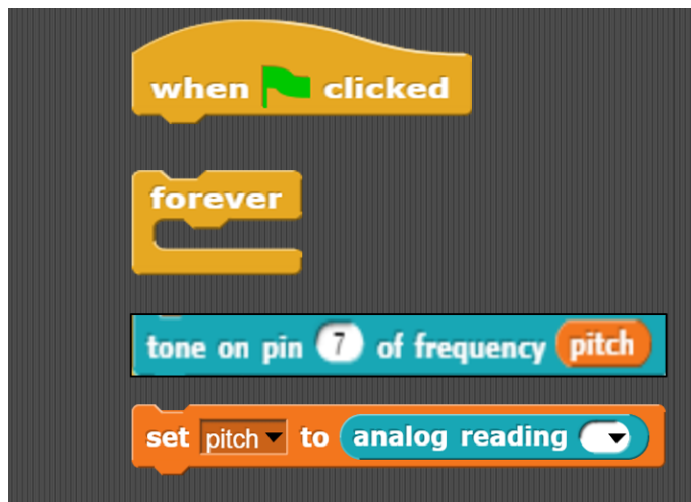 when clicked
forever
tone on pin 7 of frequency pitch
set pitch to analog reading